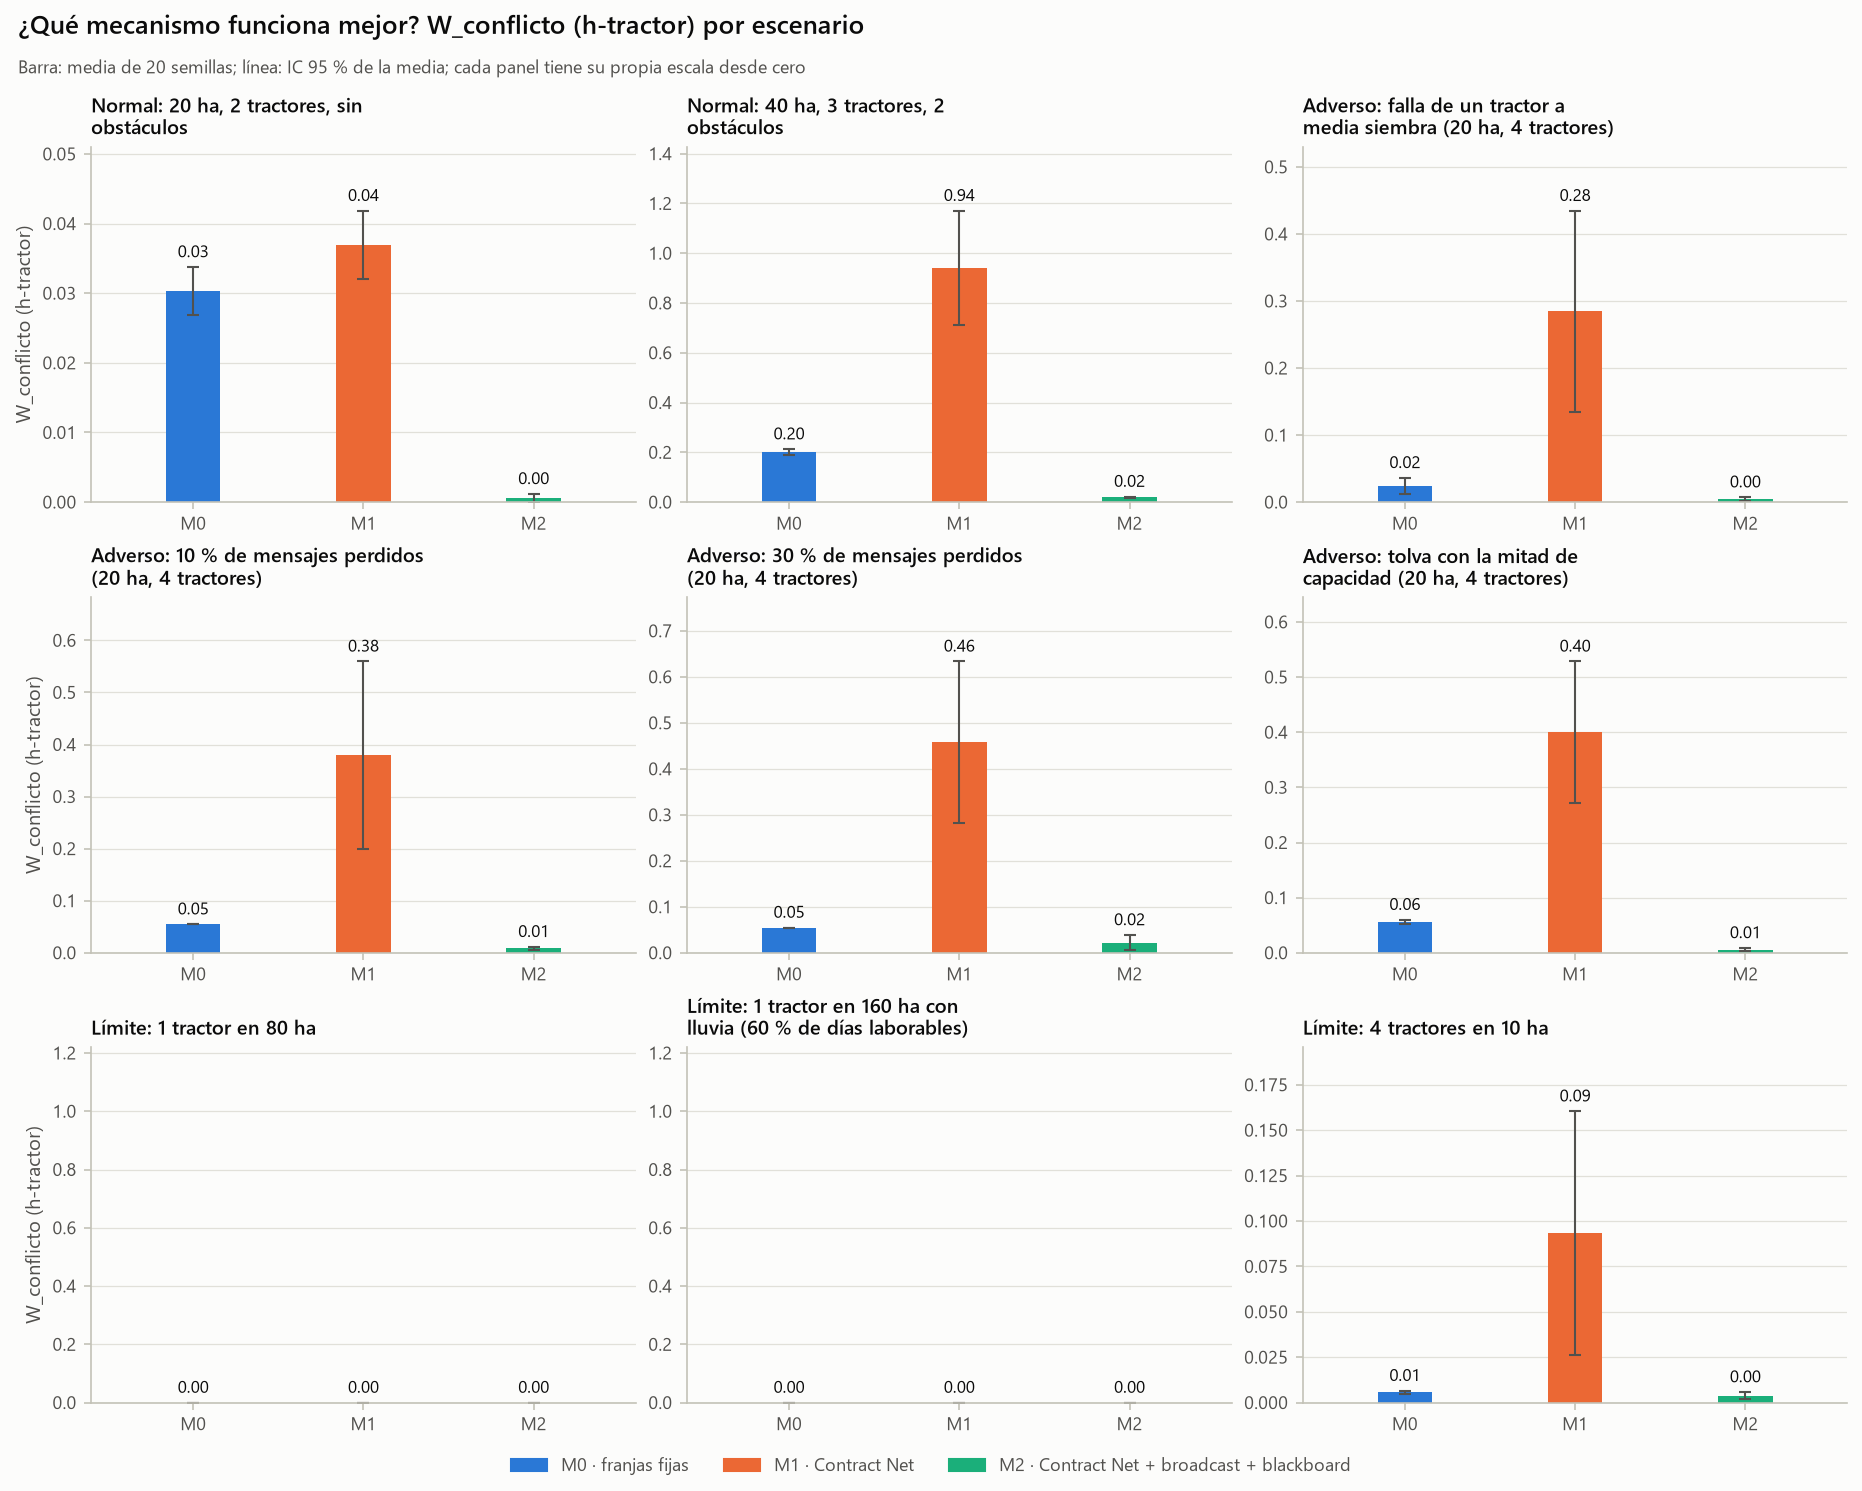 ¿Qué mecanismo funciona mejor? W_conflicto (h-tractor) por escenario
Barra: media de 20 semillas; línea: IC 95 % de la media; cada panel tiene su propia escala desde cero
Normal: 20 ha, 2 tractores, sin
obstáculos
W_conflicto (h-tractor)
0.05
0.04
0.03
0.02
0.01
0.00
0.03
0.04
0.00
M0
M1
M2
Normal: 40 ha, 3 tractores, 2
obstáculos
1.4
1.2
1.0
0.8
0.6
0.4
0.2
0.0
0.20
0.94
0.02
M0
M1
M2
Adverso: falla de un tractor a
media siembra (20 ha, 4 tractores)
0.5
0.4
0.3
0.2
0.1
0.0
0.02
0.28
0.00
M0
M1
M2
Adverso: 10 % de mensajes perdidos
(20 ha, 4 tractores)
W_conflicto (h-tractor)
0.6
0.5
0.4
0.3
0.2
0.1
0.0
0.05
0.38
0.01
M0
M1
M2
Adverso: 30 % de mensajes perdidos
(20 ha, 4 tractores)
0.7
0.6
0.5
0.4
0.3
0.2
0.1
0.0
0.05
0.46
0.02
M0
M1
M2
Adverso: tolva con la mitad de
capacidad (20 ha, 4 tractores)
0.6
0.5
0.4
0.3
0.2
0.1
0.0
0.06
0.40
0.01
M0
M1
M2
Límite: 1 tractor en 80 ha
W_conflicto (h-tractor)
1.2
1.0
0.8
0.6
0.4
0.2
0.0
0.00
0.00
0.00
M0
M1
M2
Límite: 1 tractor en 160 ha con
lluvia (60 % de días laborables)
1.2
1.0
0.8
0.6
0.4
0.2
0.0
0.00
0.00
0.00
M0
M1
M2
Límite: 4 tractores en 10 ha
0.175
0.150
0.125
0.100
0.075
0.050
0.025
0.000
0.01
0.09
0.00
M0
M1
M2
M0 · franjas fijas
M1 · Contract Net
M2 · Contract Net + broadcast + blackboard